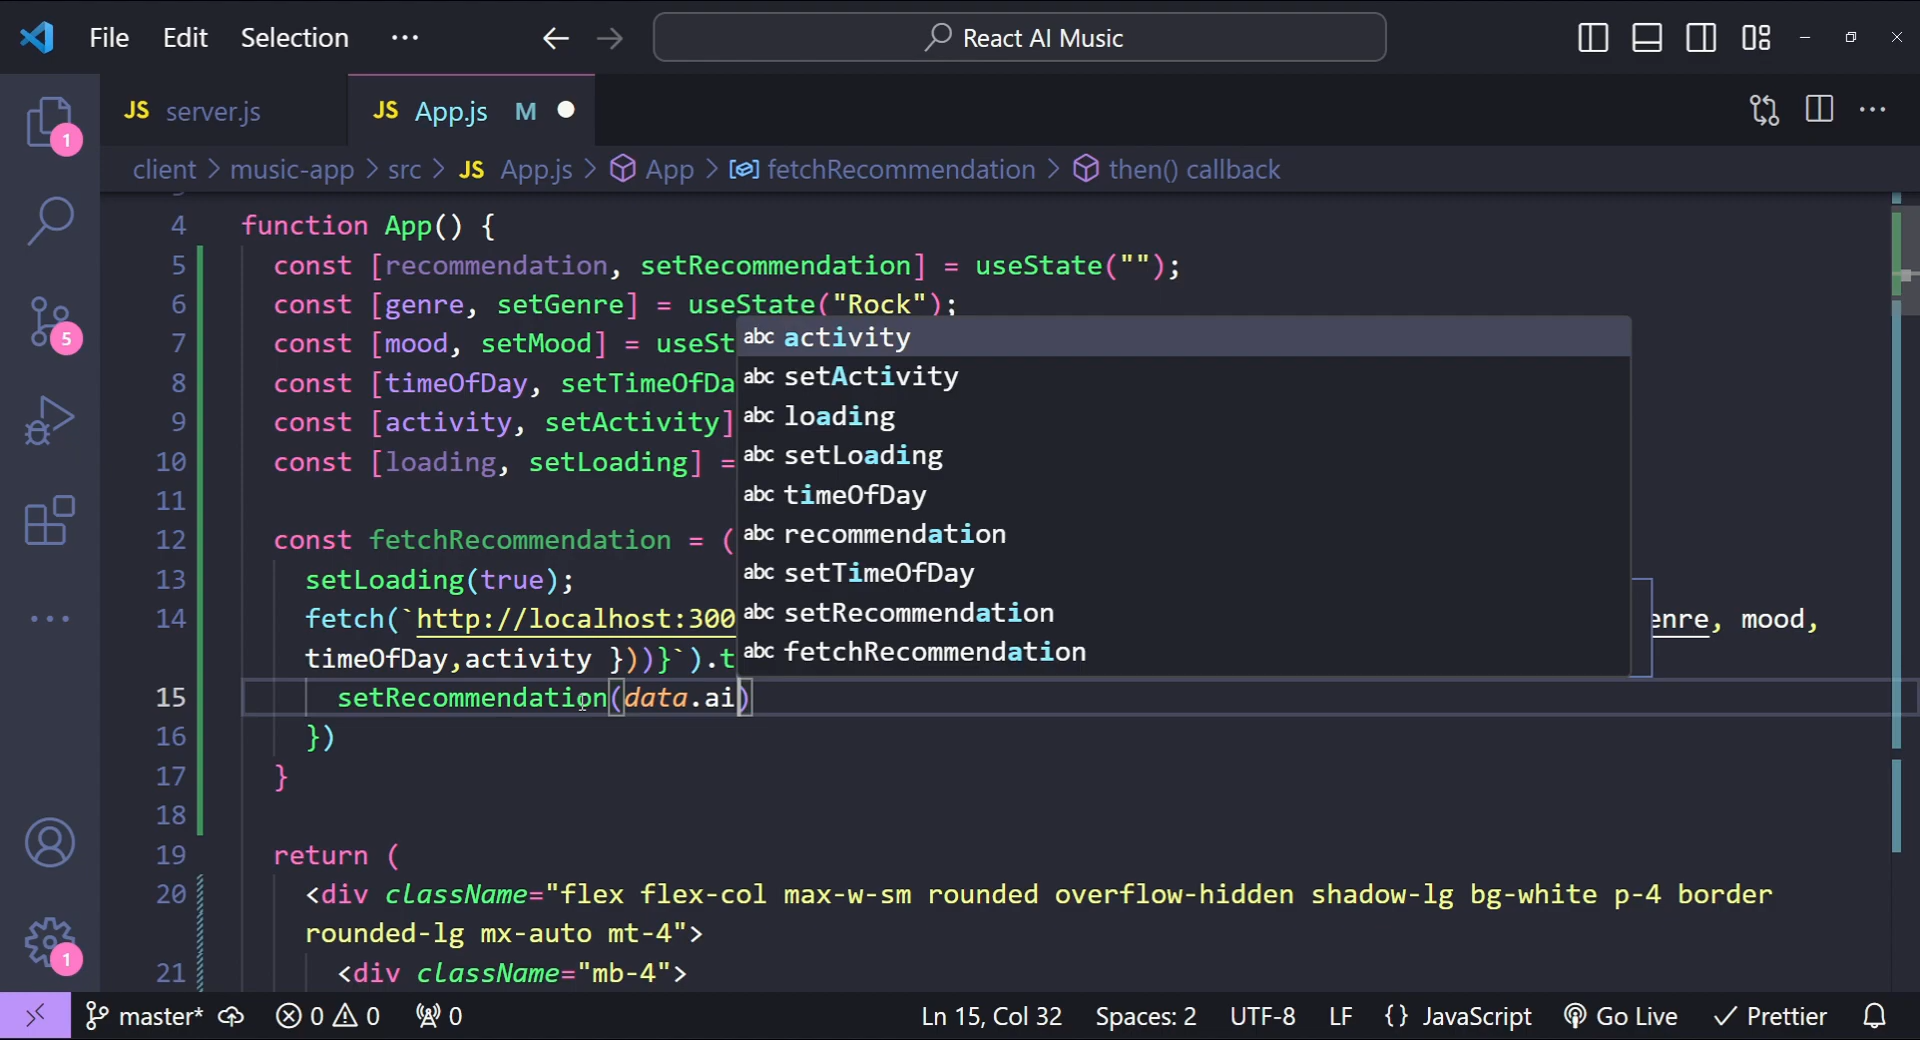 File Edit Selection ··· React AI Music
JS server.js JS App.js M
client > music-app > src > JS App.js > App > fetchRecommendation > then() callback
4 function App() {
5 const [recommendation, setRecommendation] = useState("");
6 const [genre, setGenre] = useState("Rock");
7 const [mood, setMood] = useSt
8 const [timeOfDay, setTimeOfDa
9 const [activity, setActivity]
10 const [loading, setLoading] =
11
12 const fetchRecommendation = (
13 setLoading(true);
14 fetch(`http://localhost:300 enre, mood,
timeOfDay,activity }))}`).t
abc activity
abc setActivity
abc loading
abc setLoading
abc timeOfDay
abc recommendation
abc setTimeOfDay
abc setRecommendation
abc fetchRecommendation
15 setRecommendation(data.ai)
16 })
17 }
18
19 return (
20 <div className="flex flex-col max-w-sm rounded overflow-hidden shadow-lg bg-white p-4 border
rounded-lg mx-auto mt-4">
21 <div className="mb-4">
1
5
1
master* 0 0 0 Ln 15, Col 32 Spaces: 2 UTF-8 LF {} JavaScript Go Live Prettier